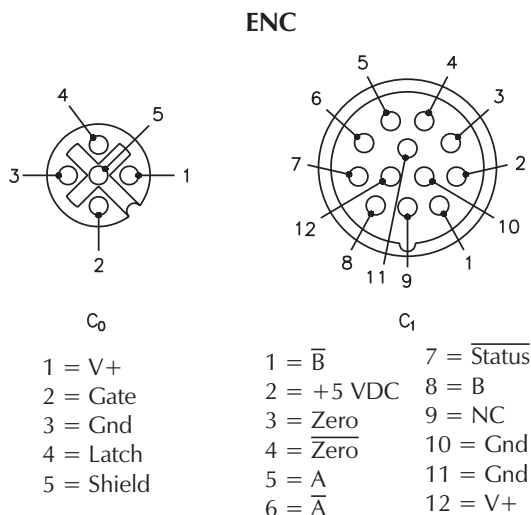 ENC
4
5
3
1
2
5
4
6
3
7
2
12
10
8
11
9
1
C₀
1 = V+
2 = Gate
3 = Gnd
4 = Latch
5 = Shield
C₁
1 = B̅
2 = +5 VDC
3 = Zero
4 = Z̅e̅r̅o̅
5 = A
6 = A̅
7 = S̅t̅a̅t̅u̅s̅
8 = B
9 = NC
10 = Gnd
11 = Gnd
12 = V+